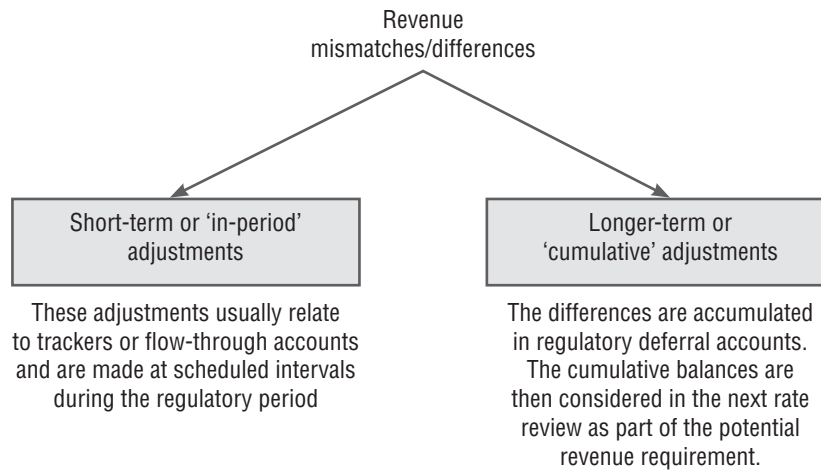 Revenue
mismatches/differences
Short-term or ‘in-period’
adjustments
These adjustments usually relate
to trackers or flow-through accounts
and are made at scheduled intervals
during the regulatory period
Longer-term or
‘cumulative’ adjustments
The differences are accumulated
in regulatory deferral accounts.
The cumulative balances are
then considered in the next rate
review as part of the potential
revenue requirement.